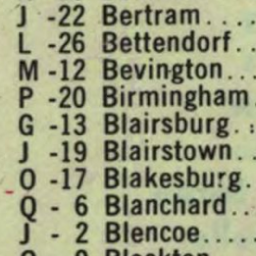 J -22 Bertram....
L -26 Bettendorf..
M -12 Bevington...
P -20 Birmingham.
G -13 Blairsburg..
J -19 Blairstown..
O -17 Blakesburg.
Q - 6 Blanchard..
J - 2 Blencoe.....